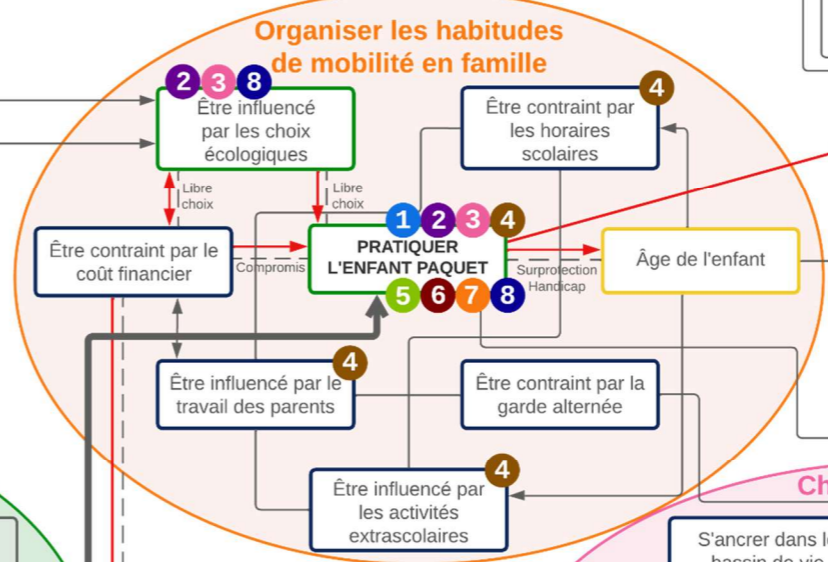 Organiser les habitudes
de mobilité en famille
2 3 8
Être influencé
par les choix
écologiques
4
Être contraint par
les horaires
scolaires
Libre
choix
Libre
choix
Être contraint par le
coût financier
Compromis
1 2 3 4
PRATIQUER
L'ENFANT PAQUET
5 6 7 8
Surprotection
Handicap
Âge de l'enfant
4
Être influencé par le
travail des parents
Être contraint par la
garde alternée
4
Être influencé par
les activités
extrascolaires
Ch
S'ancrer dans